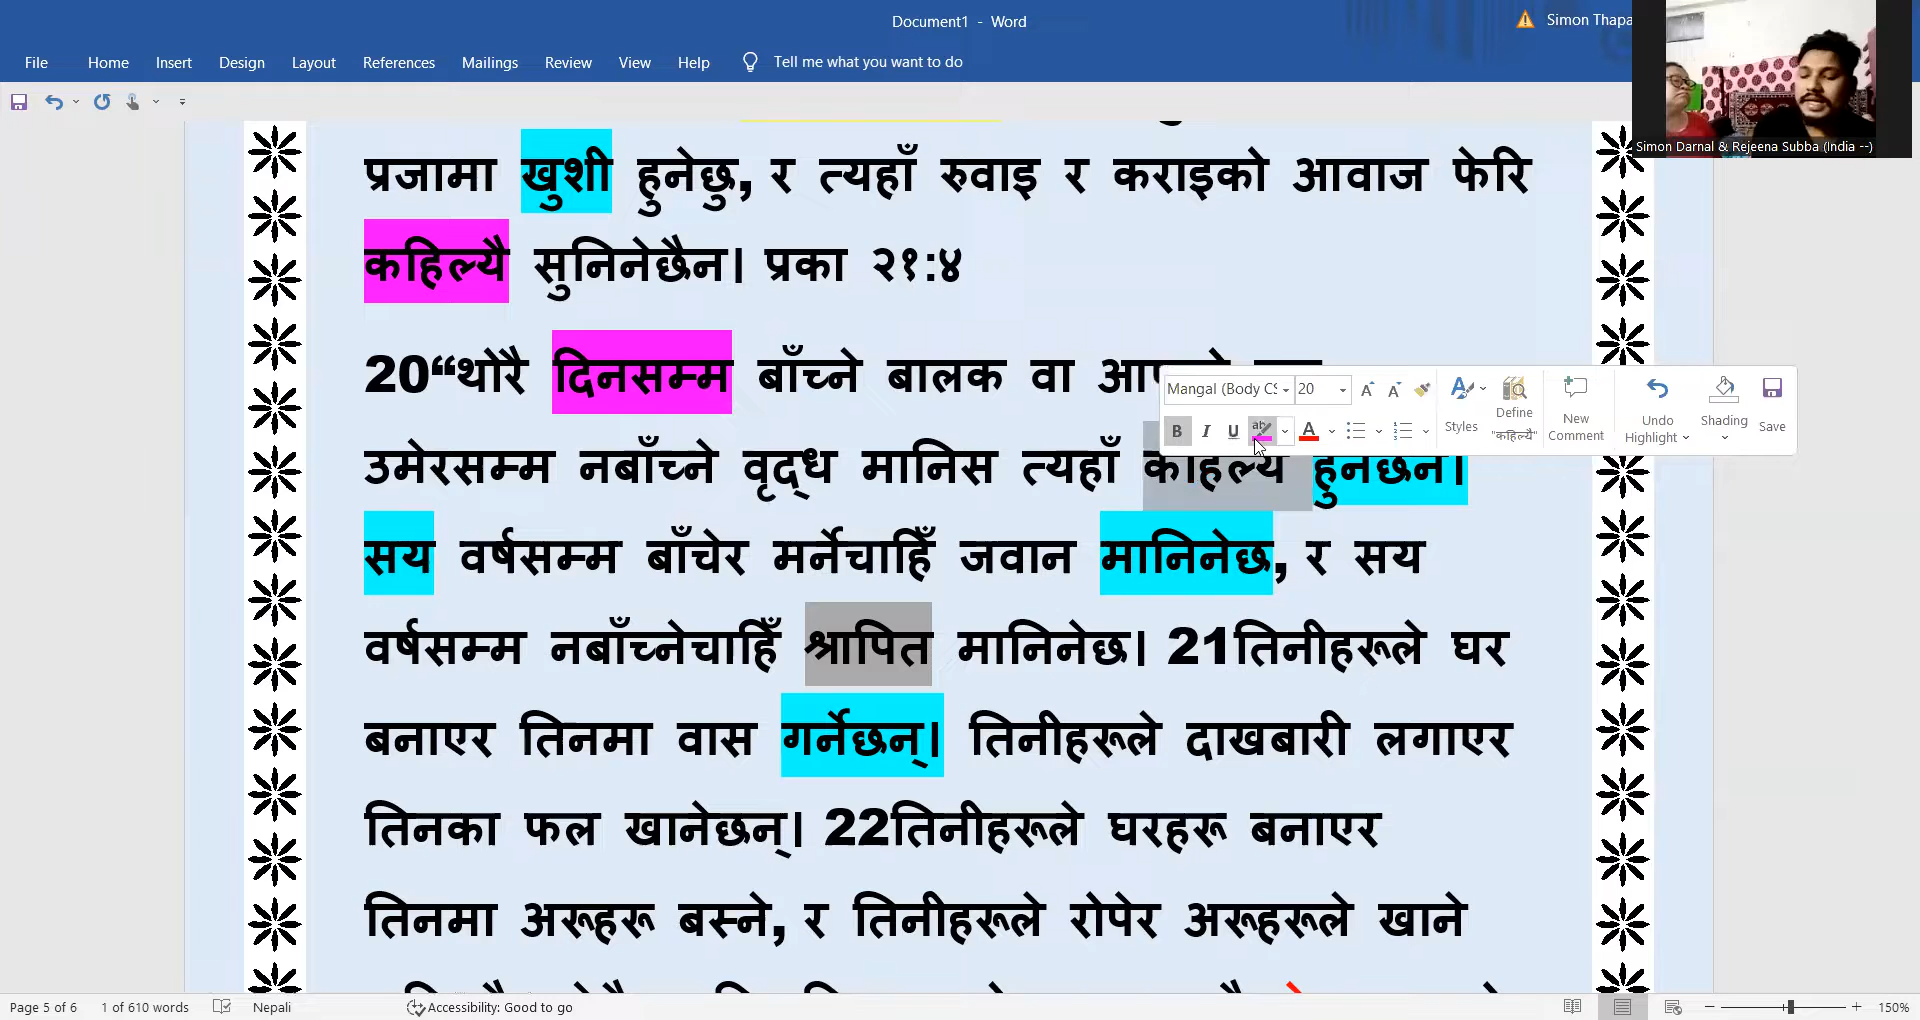 Document1 - Word
Simon Thapa
File Home Insert Design Layout References Mailings Review View Help Tell me what you want to do
Simon Darnal & Rejeena Subba (India --)
प्रजामा खुशी हुनेछु, र त्यहाँ रुवाइ र कराइको आवाज फेरि
कहिल्यै सुनिनेछैन। प्रका २१:४
20“थोरै दिनसम्म बाँच्ने बालक वा
Mangal (Body CS 20
Define "कहिल्यै"
New Comment
Undo Highlight
Shading
Save
Styles
B I U A
उमेरसम्म नबाँच्ने वृद्ध मानिस त्यहाँ कहिल्यै हुनेछैन।
सय वर्षसम्म बाँचेर मर्नेचाहिँ जवान मानिनेछ, र सय
वर्षसम्म नबाँच्नेचाहिँ श्रापित मानिनेछ। 21तिनीहरूले घर
बनाएर तिनमा वास गर्नेछन्। तिनीहरूले दाखबारी लगाएर
तिनका फल खानेछन्। 22तिनीहरूले घरहरू बनाएर
तिनमा अरूहरू बस्ने, र तिनीहरूले रोपेर अरूहरूले खाने
Page 5 of 6 1 of 610 words Nepali Accessibility: Good to go 150%